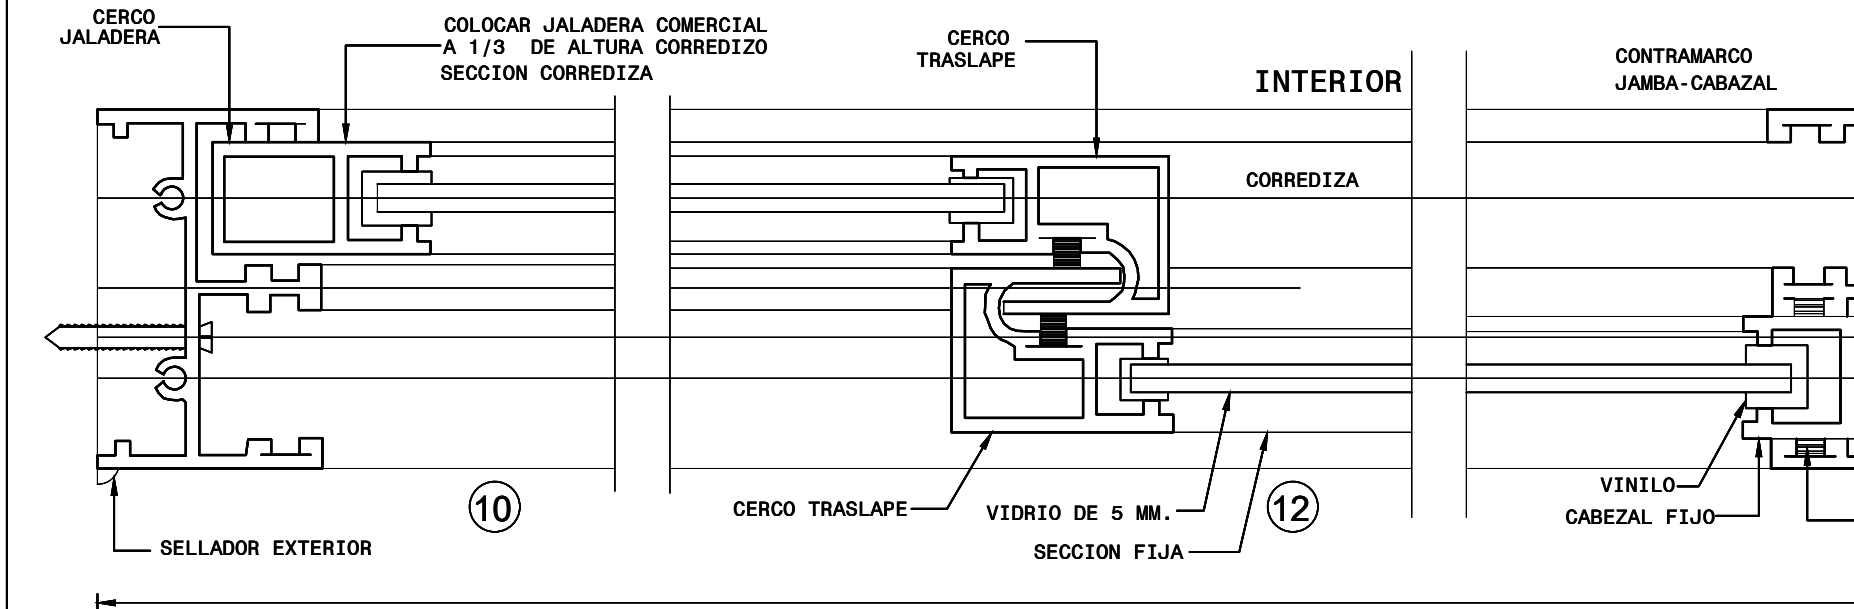 CERCO
JALADERA
COLOCAR JALADERA COMERCIAL
A 1/3 DE ALTURA CORREDIZO
SECCION CORREDIZA
CERCO
TRASLAPE
INTERIOR
CONTRAMARCO
JAMBA-CABAZAL
CORREDIZA
10
CERCO TRASLAPE
VIDRIO DE 5 MM.
12
VINILO
CABEZAL FIJO
SELLADOR EXTERIOR
SECCION FIJA